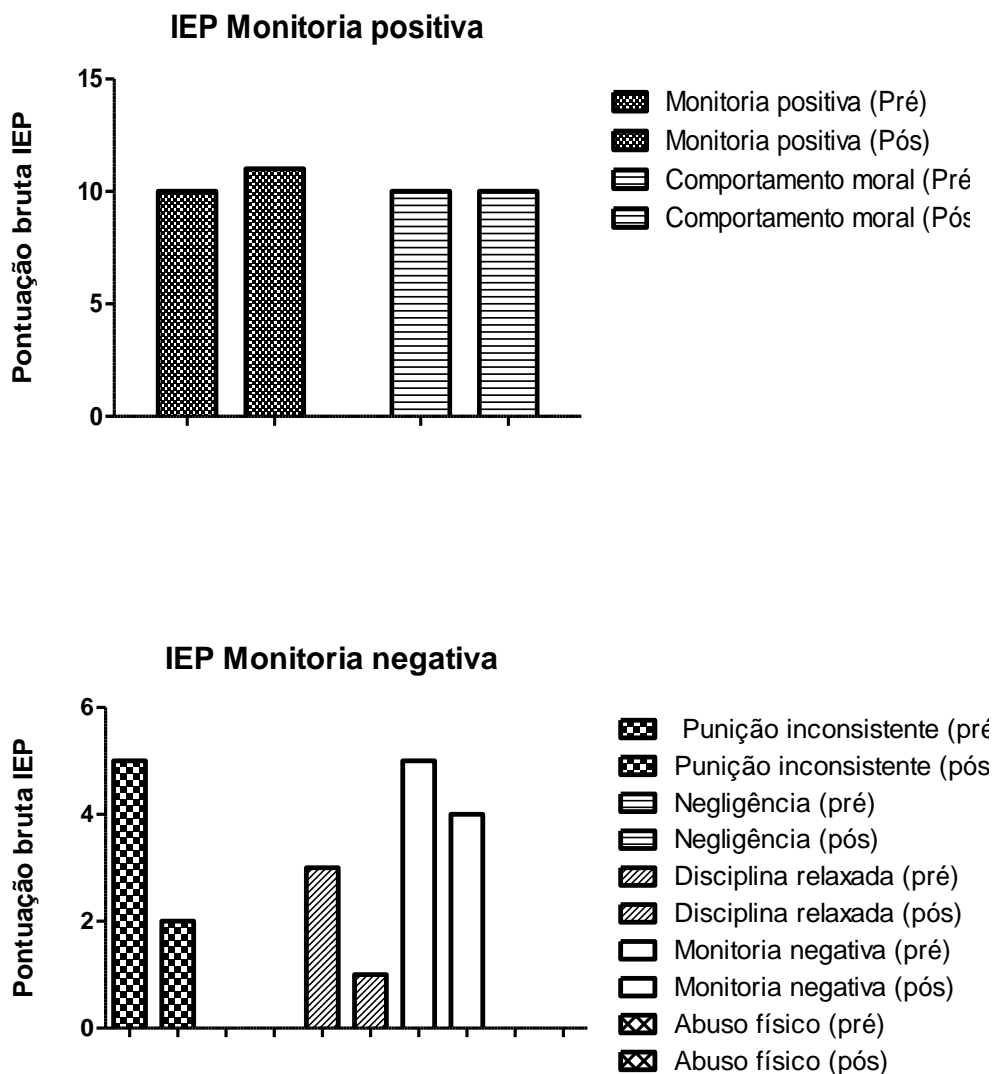 IEP Monitoria positiva
Pontuação bruta IEP
15
10
5
0
Monitoria positiva (Pré)
Monitoria positiva (Pós)
Comportamento moral (Pré
Comportamento moral (Pós
IEP Monitoria negativa
Pontuação bruta IEP
6
4
2
0
Punição inconsistente (pré
Punição inconsistente (pós
Negligência (pré)
Negligência (pós)
Disciplina relaxada (pré)
Disciplina relaxada (pós)
Monitoria negativa (pré)
Monitoria negativa (pós)
Abuso físico (pré)
Abuso físico (pós)